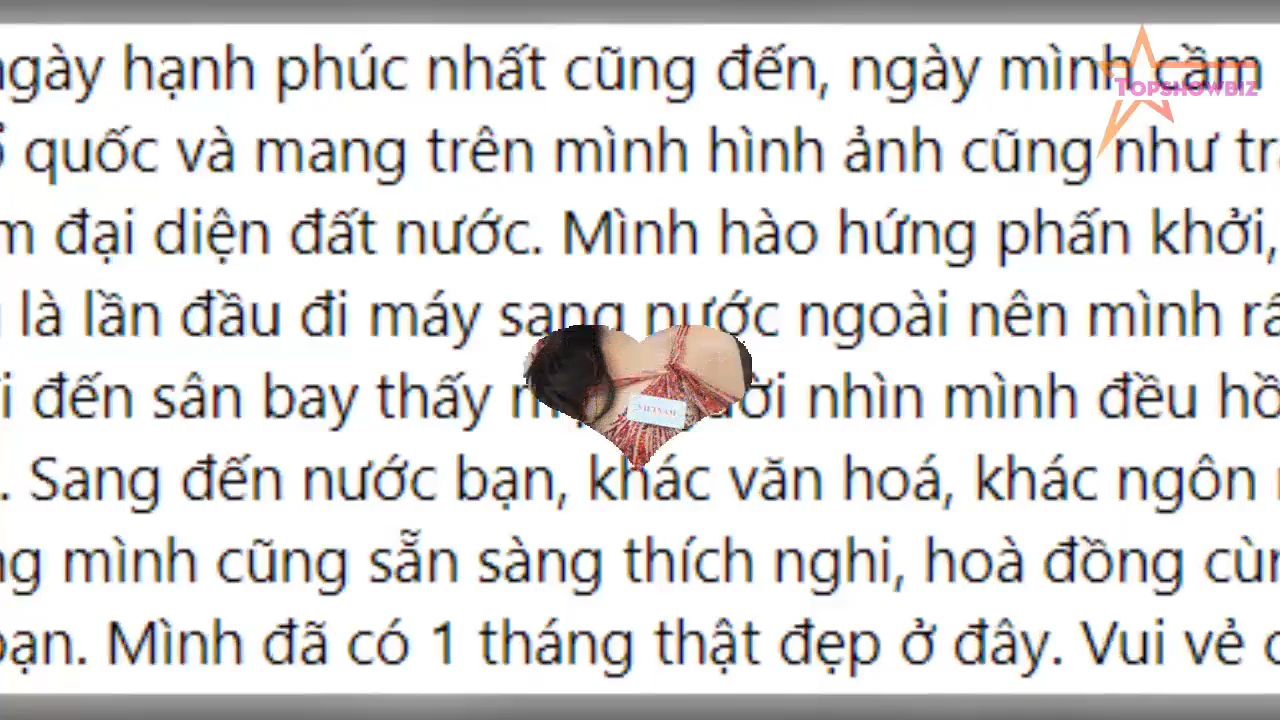 ngày hạnh phúc nhất cũng đến, ngày mình cầm
TOPSHOWBIZ
quốc và mang trên mình hình ảnh cũng như
đại diện đất nước. Mình hào hứng phấn khởi,
là lần đầu đi máy sang nước ngoài nên mình
đến sân bay thấy nhìn mình đều
VIETNAM
. Sang đến nước bạn, khác văn hoá, khác ngôn
mình cũng sẵn sàng thích nghi, hoà đồng
bạn. Mình đã có 1 tháng thật đẹp ở đây. Vui vẻ